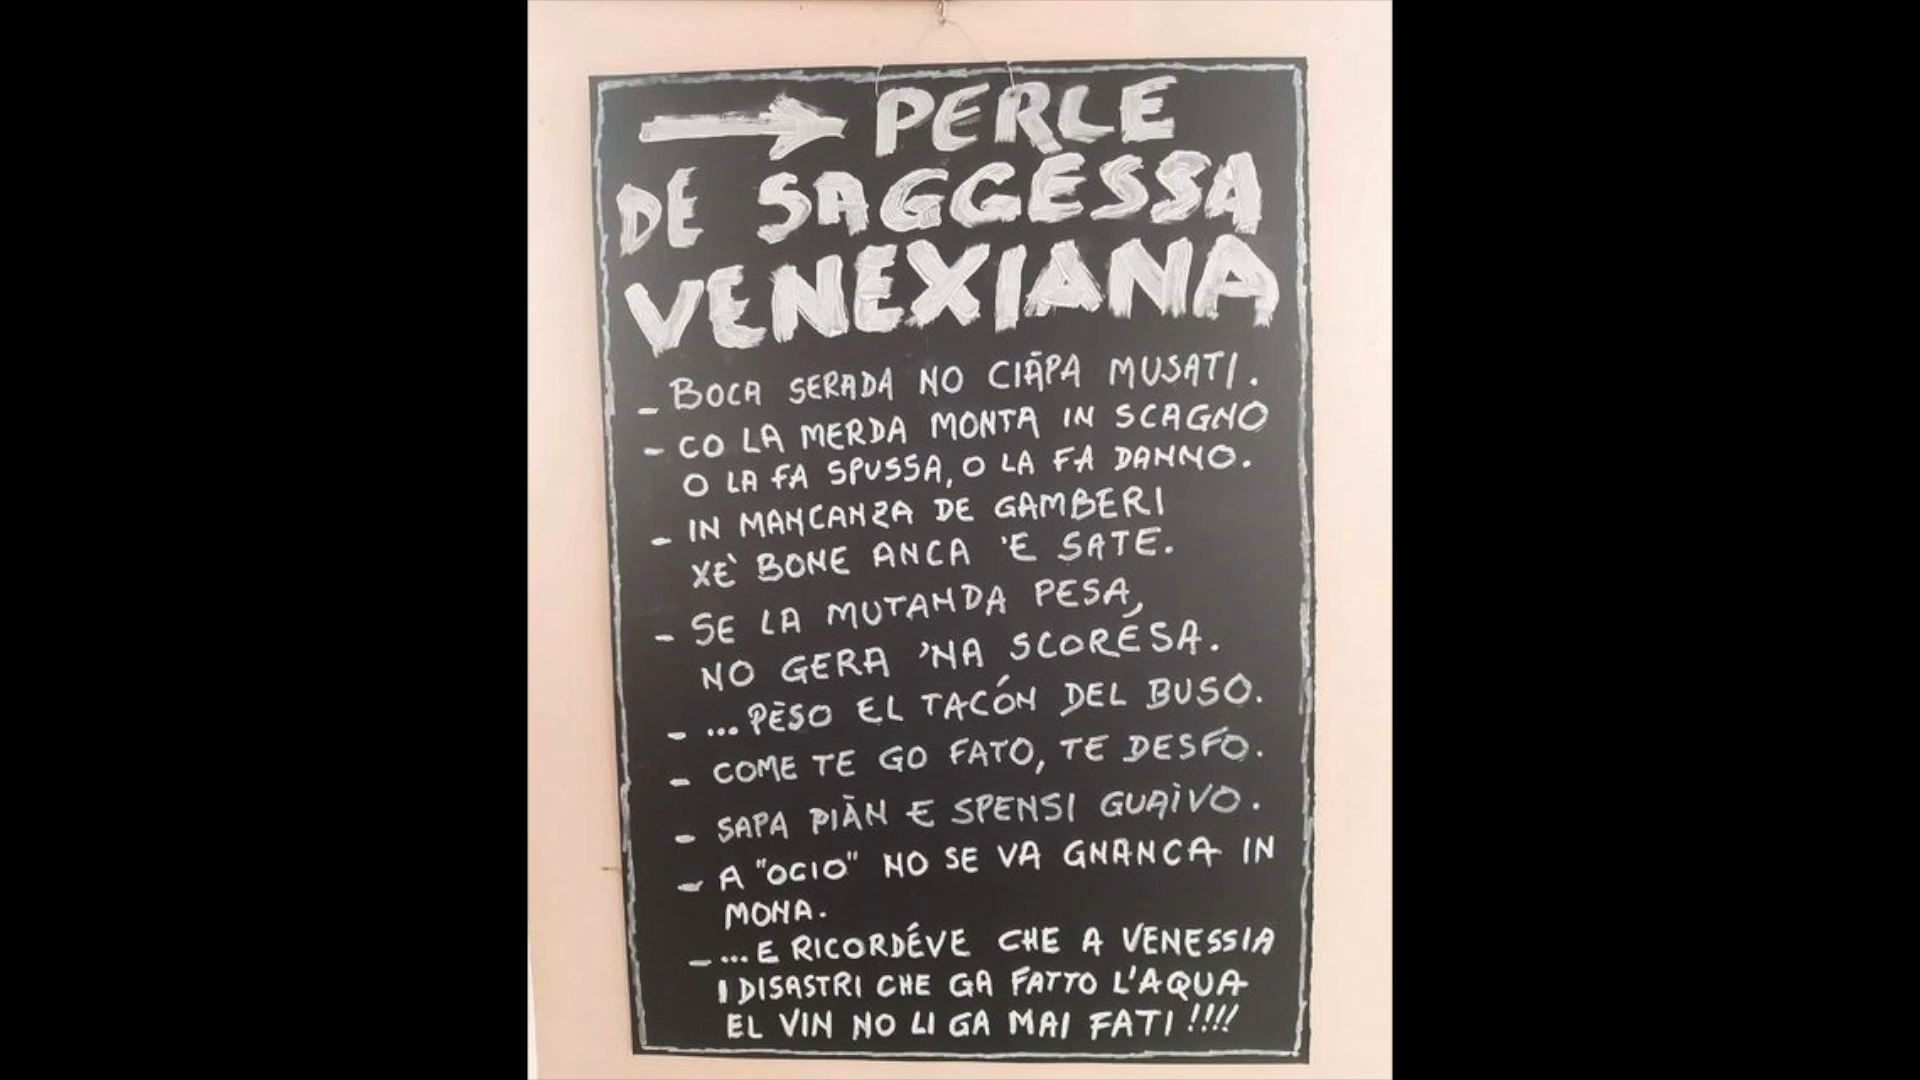 → PERLE
DE SAGGESSA
VENEXIANA
- BOCA SERADA NO CIÀPA MUSATI.
- CO LA MERDA MONTA IN SCAGNO
O LA FA SPUSSA, O LA FA DANNO.
- IN MANCANZA DE GAMBERI
XE' BONE ANCA 'E SATE.
- SE LA MUTANDA PESA,
NO GERA 'NA SCORÉSA.
- ... PÈSO EL TACÓN DEL BUSO.
- COME TE GO FATO, TE DESFO.
- SAPA PIÀN E SPENSI GUAÌVO.
- A "OCIO" NO SE VA GNANCA IN
MONA.
- ... E RICORDÉVE CHE A VENESSIA
I DISASTRI CHE GA FATTO L'AQUA
EL VIN NO LI GA MAI FATI!!!!